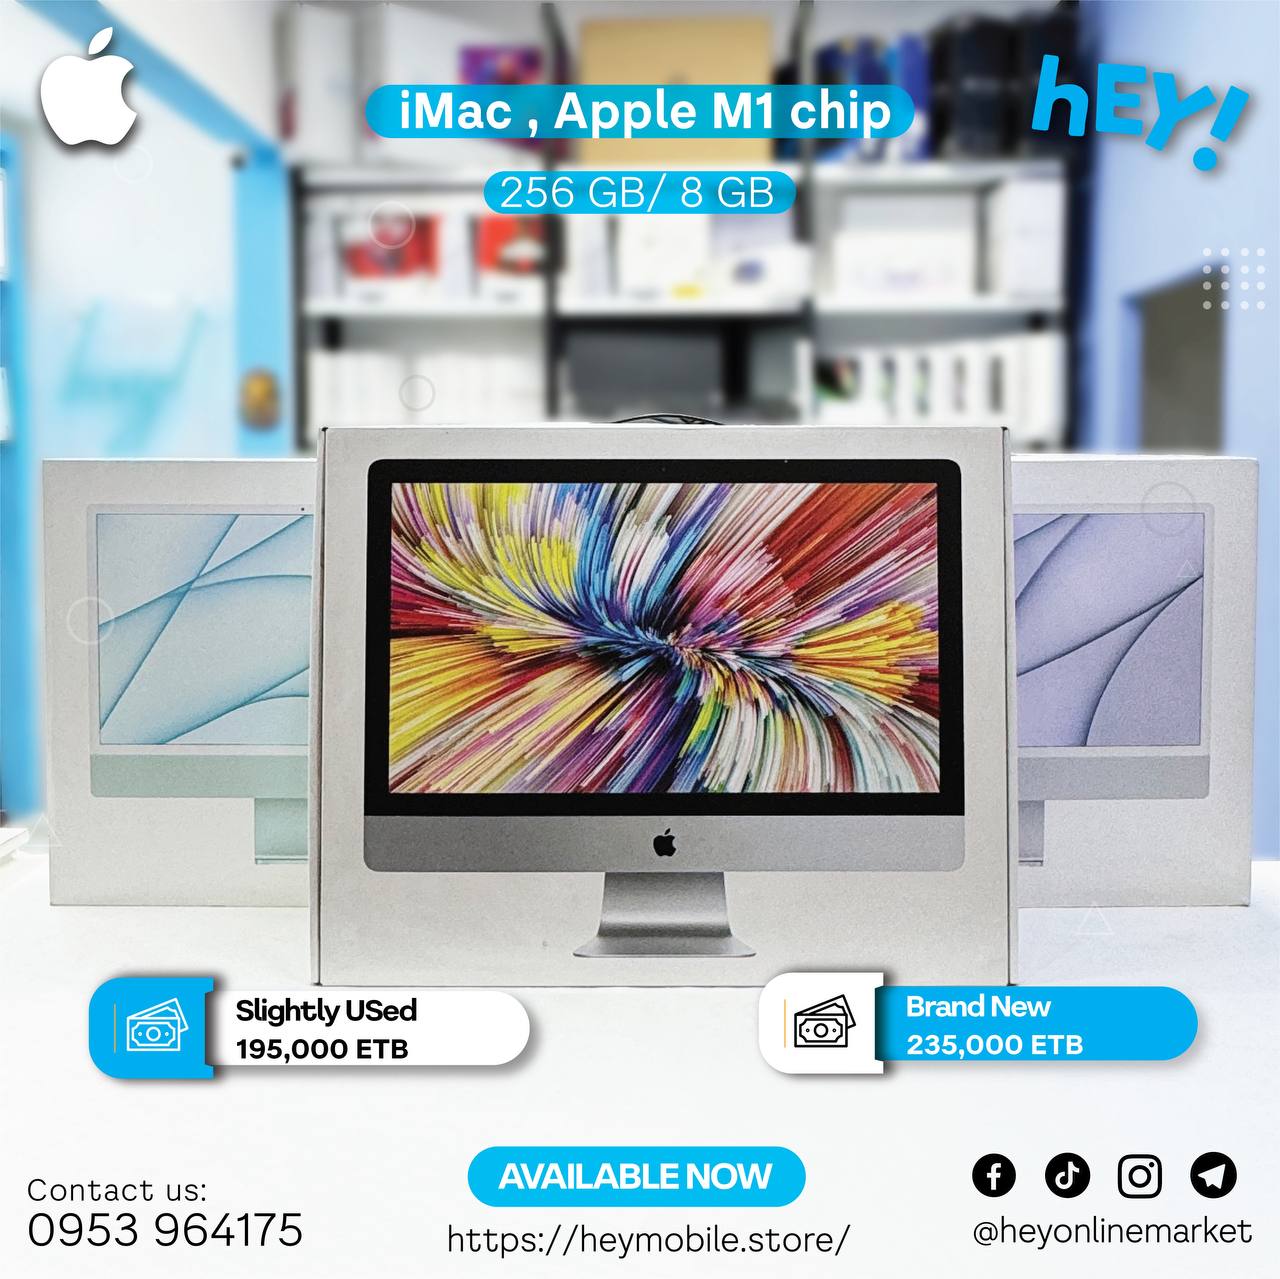 hEY!
iMac , Apple M1 chip
256 GB/ 8 GB
Slightly USed
195,000 ETB
Brand New
235,000 ETB
AVAILABLE NOW
Contact us:
0953 964175
https://heymobile.store/
@heyonlinemarket